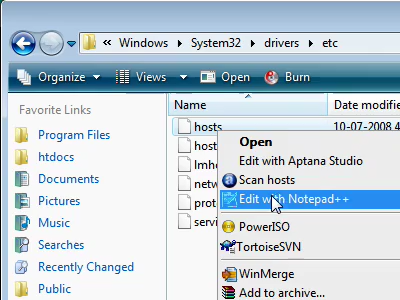 « Windows ▸ System32 ▸ drivers ▸ etc
Organize Views Open Burn
Favorite Links
Name Date modifie
Program Files
htdocs
Documents
Pictures
Music
Searches
Recently Changed
Public
hosts 10-07-2008
host
lmho
netw
prot
servi
Open
Edit with Aptana Studio
Scan hosts
Edit with Notepad++
PowerISO
TortoiseSVN
WinMerge
Add to archive...